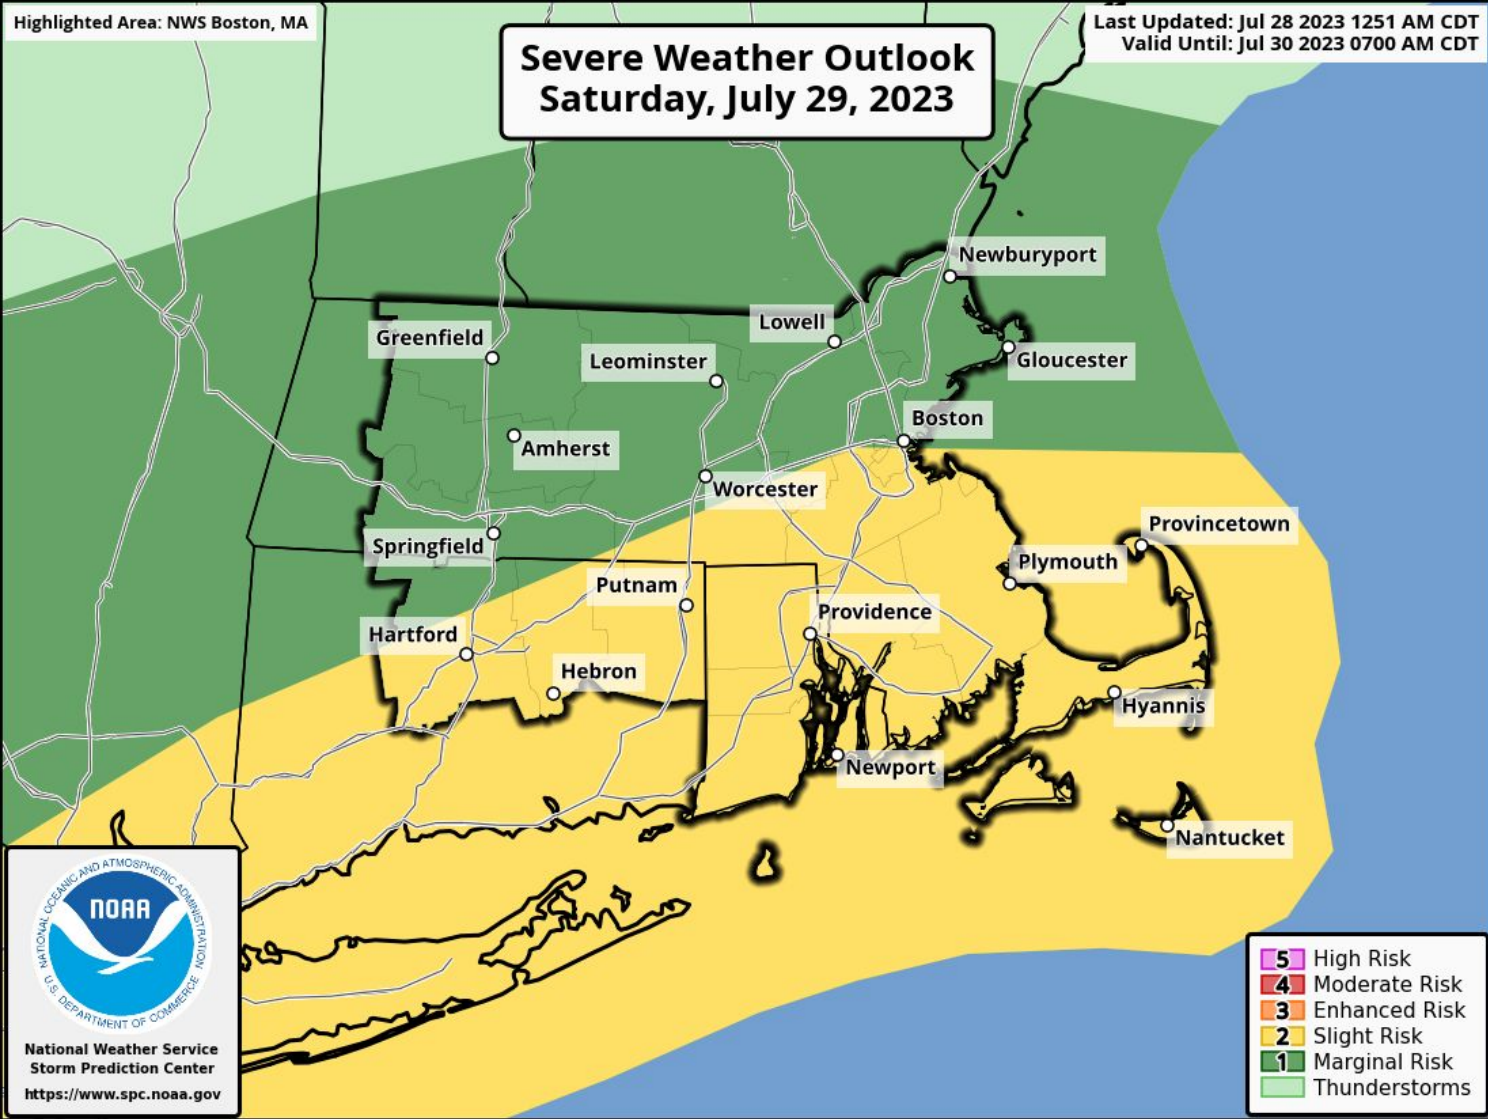 Highlighted Area: NWS Boston, MA
Severe Weather Outlook
Saturday, July 29, 2023
Last Updated: Jul 28 2023 1251 AM CDT
Valid Until: Jul 30 2023 0700 AM CDT
Newburyport
Lowell
Greenfield
Leominster
Gloucester
Boston
Amherst
Worcester
Provincetown
Springfield
Plymouth
Putnam
Providence
Hartford
Hebron
Hyannis
Newport
Nantucket
NATIONAL OCEANIC AND ATMOSPHERIC ADMINISTRATION
NOAA
U.S. DEPARTMENT OF COMMERCE
National Weather Service
Storm Prediction Center
https://www.spc.noaa.gov
5 High Risk
4 Moderate Risk
3 Enhanced Risk
2 Slight Risk
1 Marginal Risk
Thunderstorms